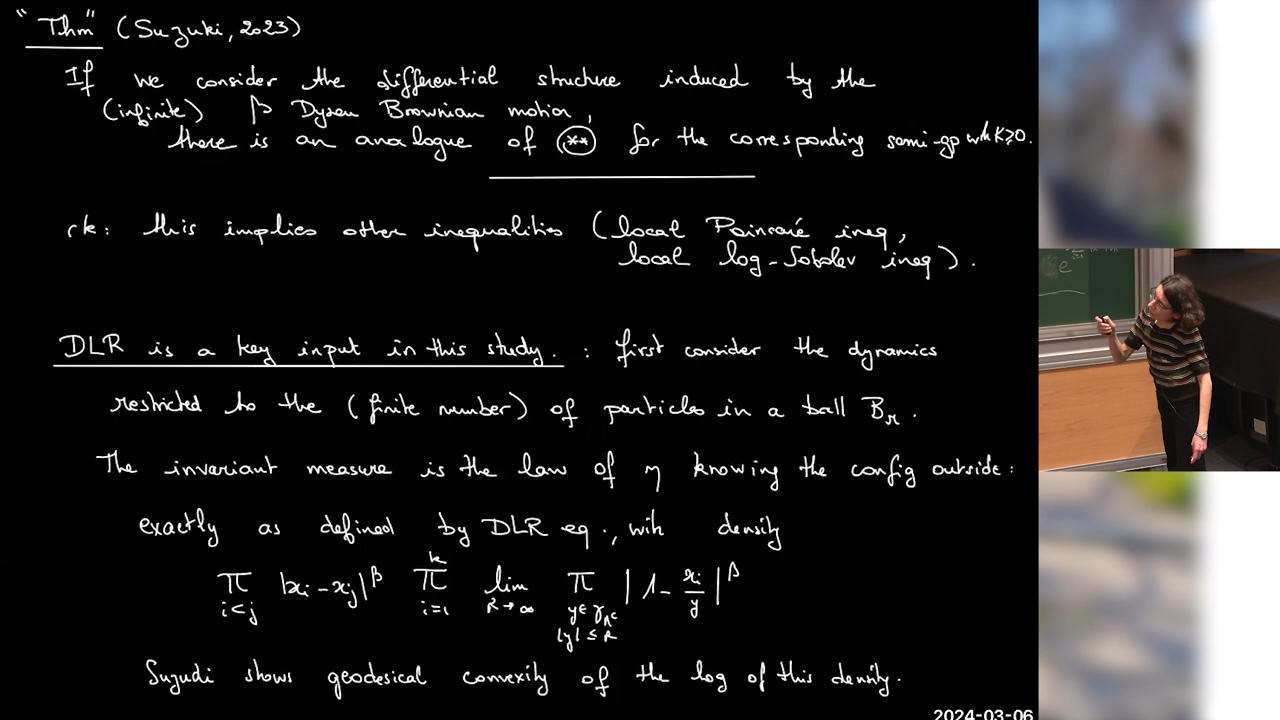 "Thm" (Suzuki, 2023)
If we consider the differential structure induced by the
(infinite) β Dyson Brownian motion,
there is an analogue of (**) for the corresponding semi-gp with K≥0.
rk: this implies other inequalities (local Poincaré ineq,
local log-Sobolev ineq).
DLR is a key input in this study. : first consider the dynamics
restricted to the (finite number) of particles in a ball B_r.
The invariant measure is the law of η knowing the config outside:
exactly as defined by DLR eq., with density
∏_{i<j} |x_i - x_j|^β ∏_{i=1}^k lim_{R→∞} ∏_{y∈γ_{Λ^c}, |y|≤R} |1 - x_i/y|^β
Suzudi shows geodesical convexity of the log of this density.
2024-03-06